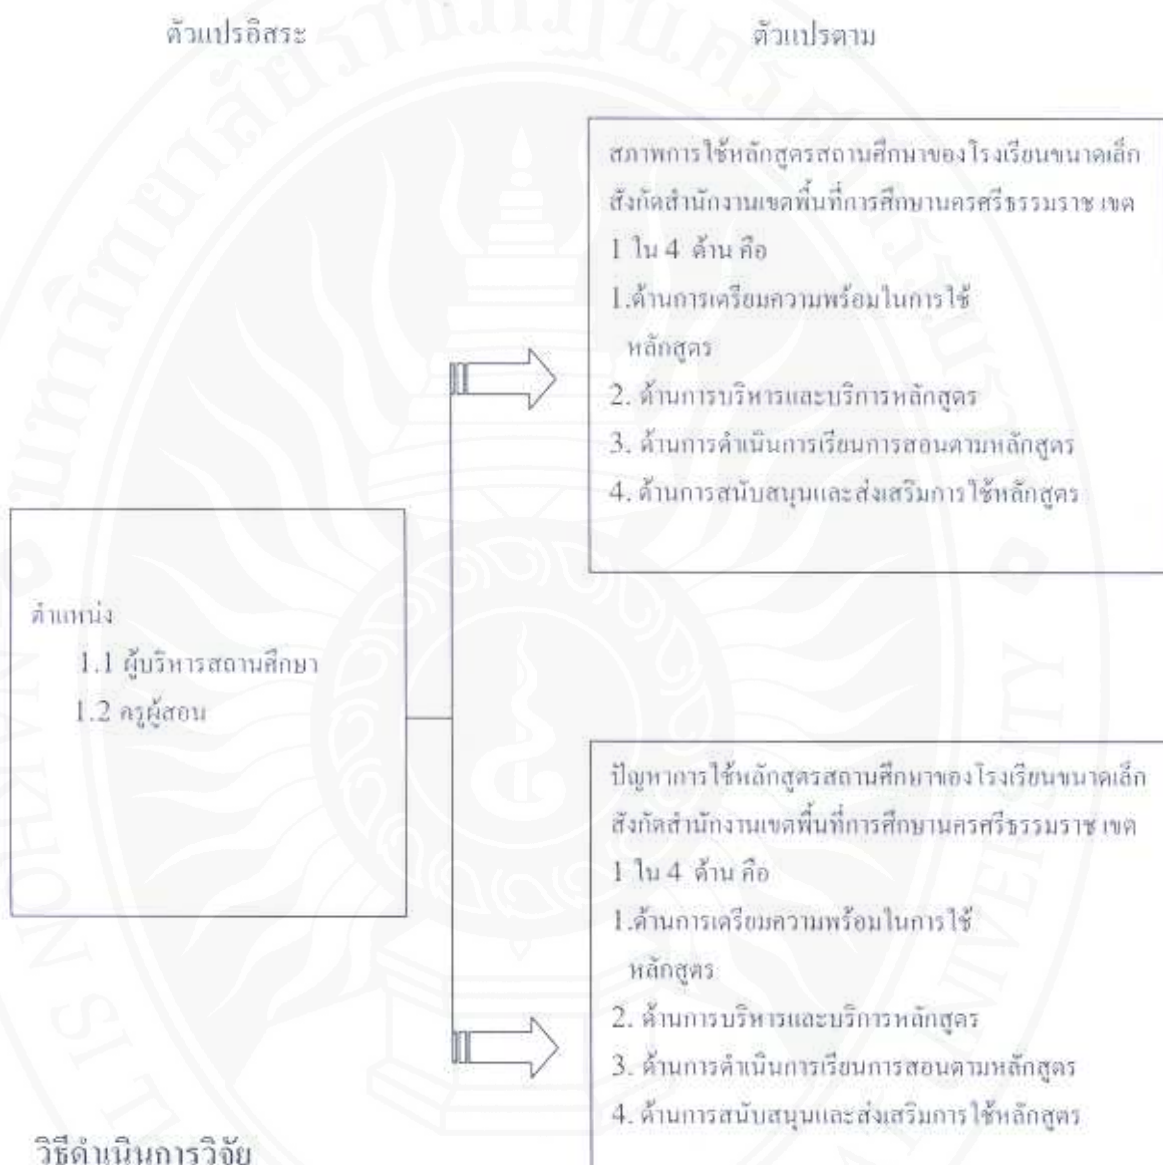 ตัวแปรอิสระ
ตัวแปรตาม
สภาพการใช้หลักสูตรสถานศึกษาของโรงเรียนขนาดเล็ก
สังกัดสำนักงานเขตพื้นที่การศึกษานครศรีธรรมราช เขต
1 ใน 4 ด้าน คือ
1.ด้านการเตรียมความพร้อมในการใช้
หลักสูตร
2. ด้านการบริหารและบริการหลักสูตร
3. ด้านการดำเนินการเรียนการสอนตามหลักสูตร
4. ด้านการสนับสนุนและส่งเสริมการใช้หลักสูตร
ตำแหน่ง
1.1 ผู้บริหารสถานศึกษา
1.2 ครูผู้สอน
ปัญหาการใช้หลักสูตรสถานศึกษาของโรงเรียนขนาดเล็ก
สังกัดสำนักงานเขตพื้นที่การศึกษานครศรีธรรมราช เขต
1 ใน 4 ด้าน คือ
1.ด้านการเตรียมความพร้อมในการใช้
หลักสูตร
2. ด้านการบริหารและบริการหลักสูตร
3. ด้านการดำเนินการเรียนการสอนตามหลักสูตร
4. ด้านการสนับสนุนและส่งเสริมการใช้หลักสูตร
วิธีดำเนินการวิจัย